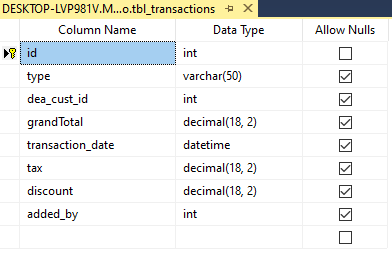 DESKTOP-LVP981V.M...o.tbl_transactions
Column Name Data Type Allow Nulls
id int
type varchar(50)
dea_cust_id int
grandTotal decimal(18, 2)
transaction_date datetime
tax decimal(18, 2)
discount decimal(18, 2)
added_by int